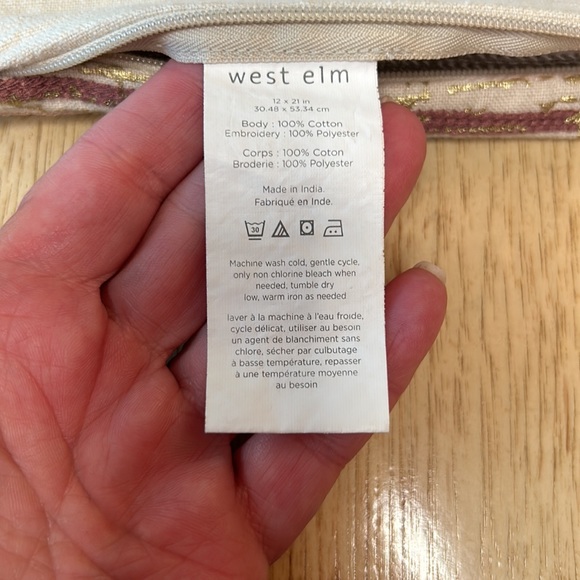 west elm
12 x 21 in
30.48 x 53.34 cm
Body : 100% Cotton
Embroidery : 100% Polyester
Corps : 100% Coton
Broderie : 100% Polyester
Made in India.
Fabriqué en Inde.
30
Machine wash cold, gentle cycle,
only non chlorine bleach when
needed, tumble dry
low, warm iron as needed
laver à la machine à l'eau froide,
cycle délicat, utiliser au besoin
un agent de blanchiment sans
chlore, sécher par culbutage
à basse température, repasser
à une température moyenne
au besoin